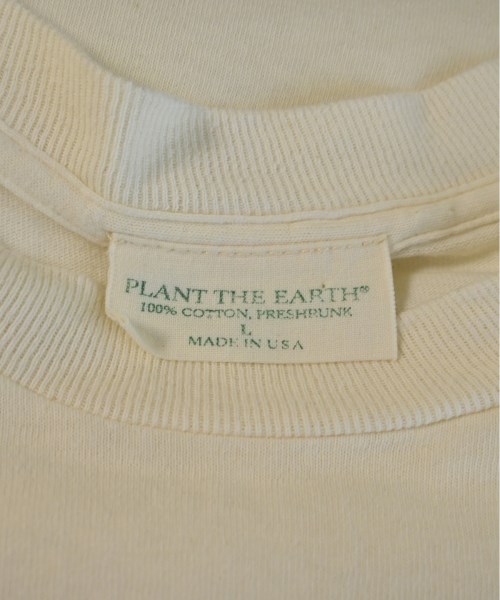 PLANT THE EARTH®
100% COTTON, PRESHRUNK
L
MADE IN USA